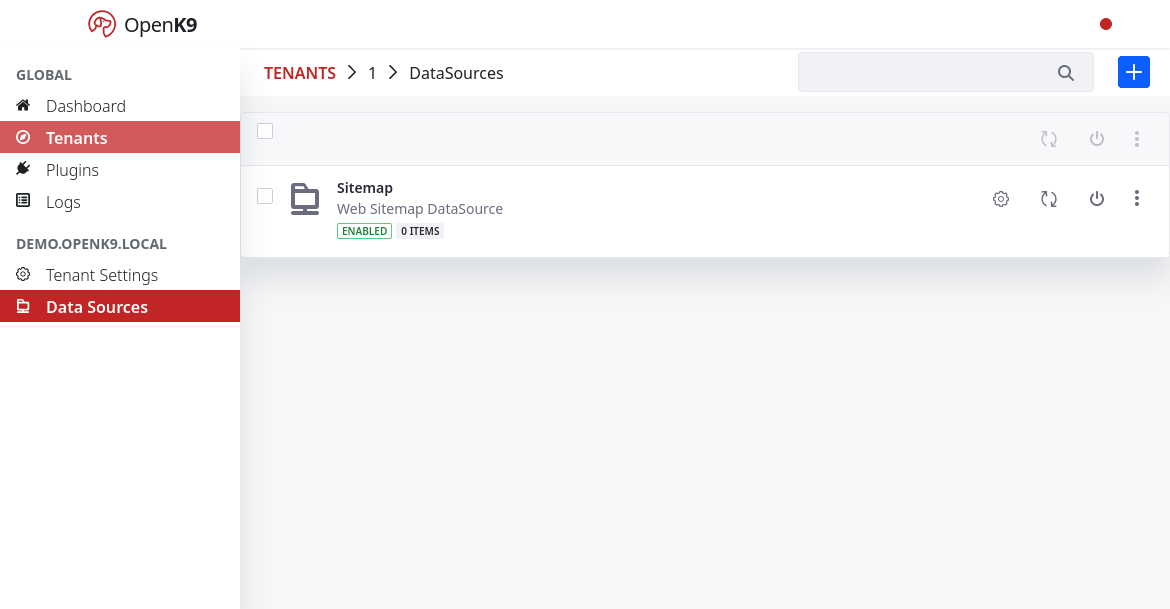 OpenK9
GLOBAL
Dashboard
Tenants
Plugins
Logs
DEMO.OPENK9.LOCAL
Tenant Settings
Data Sources
TENANTS > 1 > DataSources
Sitemap
Web Sitemap DataSource
ENABLED 0 ITEMS